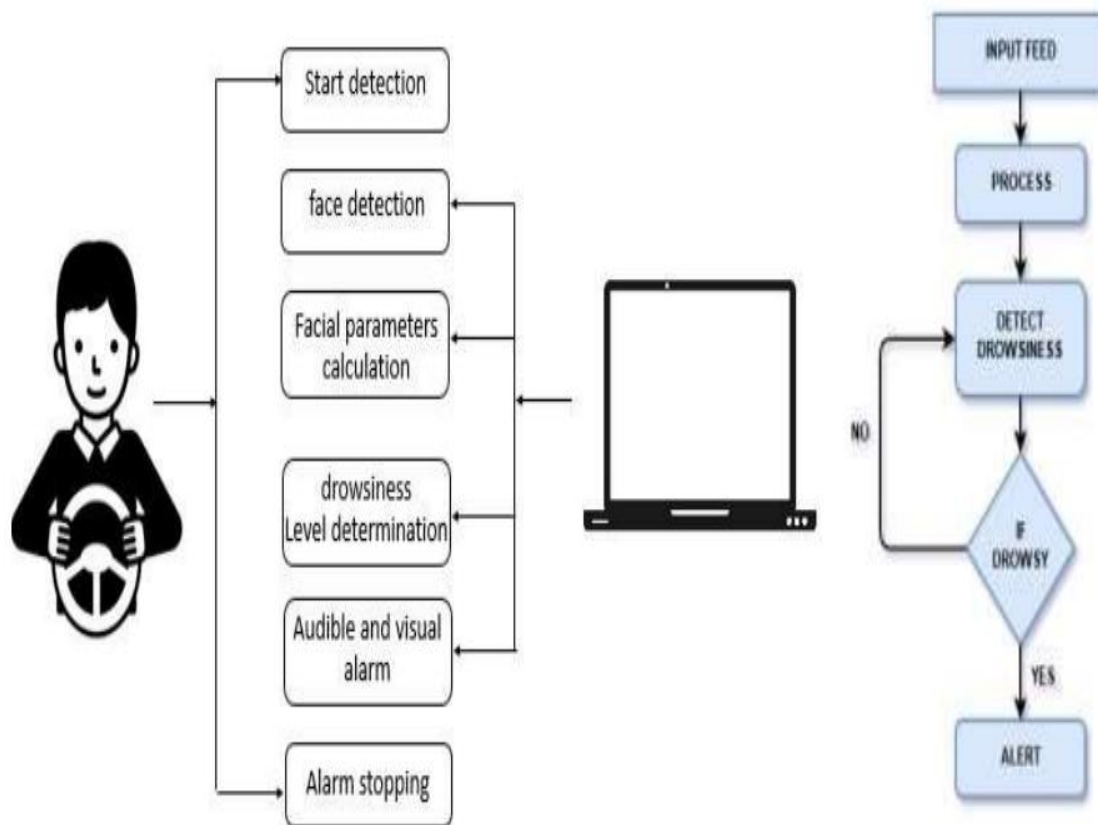 Start detection
face detection
Facial parameters
calculation
drowsiness
Level determination
Audible and visual
alarm
Alarm stopping
INPUT FEED
PROCESS
DETECT
DROWSINESS
NO
IF
DROWSY
YES
ALERT